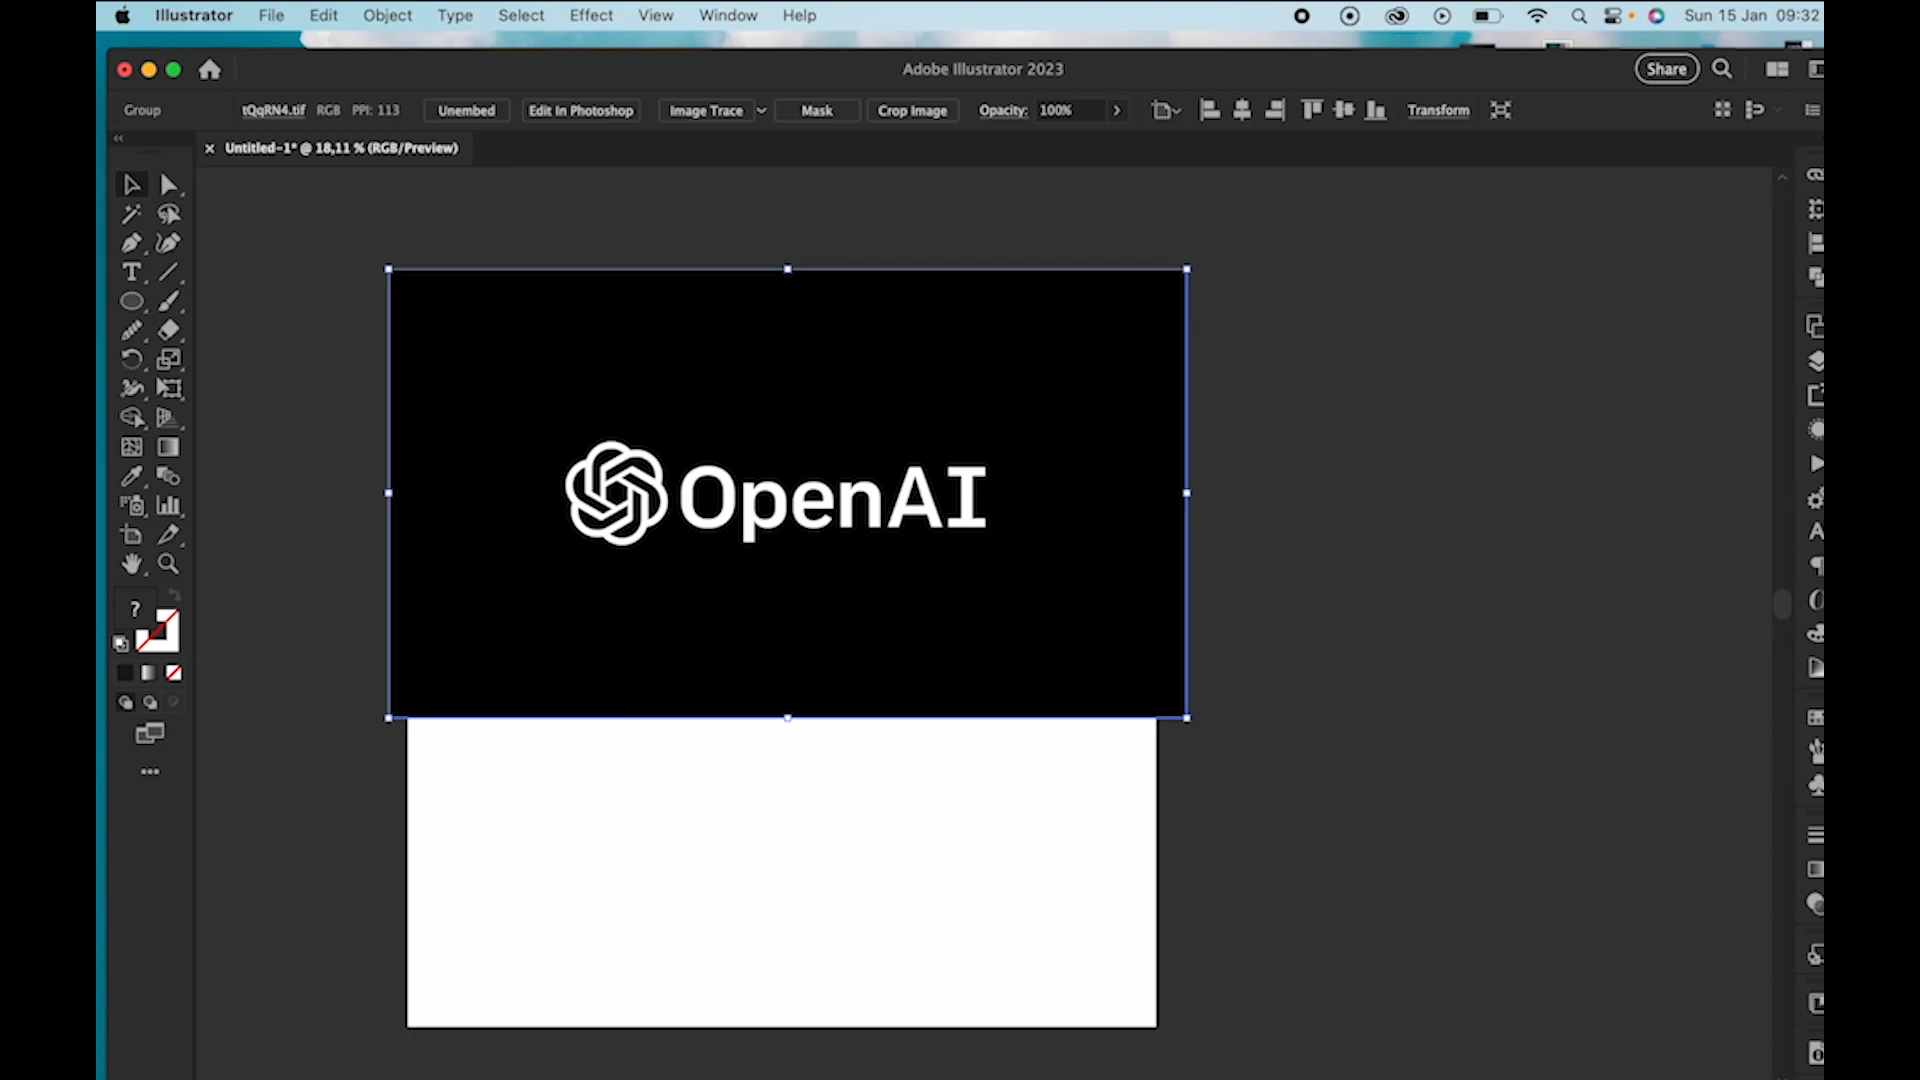 Illustrator File Edit Object Type Select Effect View Window Help Sun 15 Jan 09:32
Adobe Illustrator 2023 Share
Group tQqRN4.tif RGB PPI: 113 Unembed Edit In Photoshop Image Trace Mask Crop Image Opacity: 100% Transform
Untitled-1* @ 18,11 % (RGB/Preview)
OpenAI